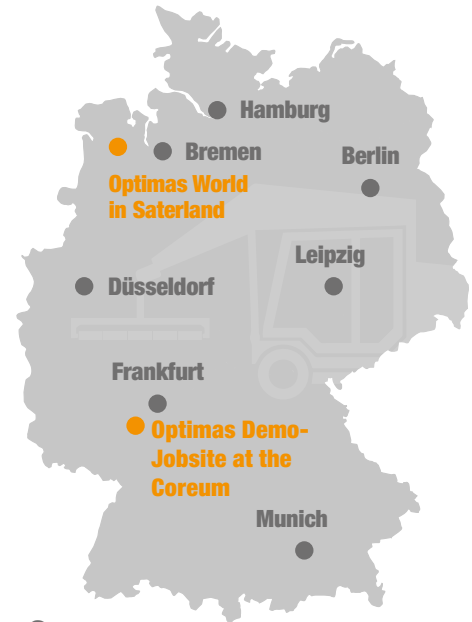 Hamburg
Bremen
Berlin
Optimas World
in Saterland
Leipzig
Düsseldorf
Frankfurt
Optimas Demo-
Jobsite at the
Coreum
Munich